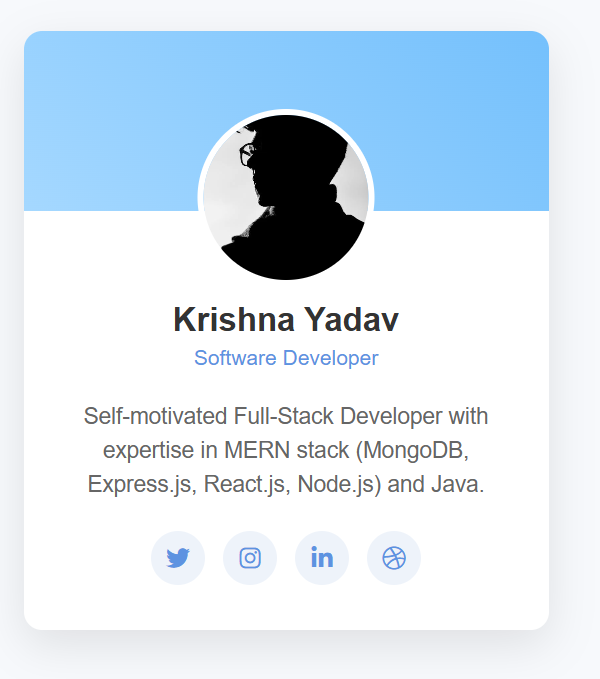 Krishna Yadav
Software Developer
Self-motivated Full-Stack Developer with
expertise in MERN stack (MongoDB,
Express.js, React.js, Node.js) and Java.